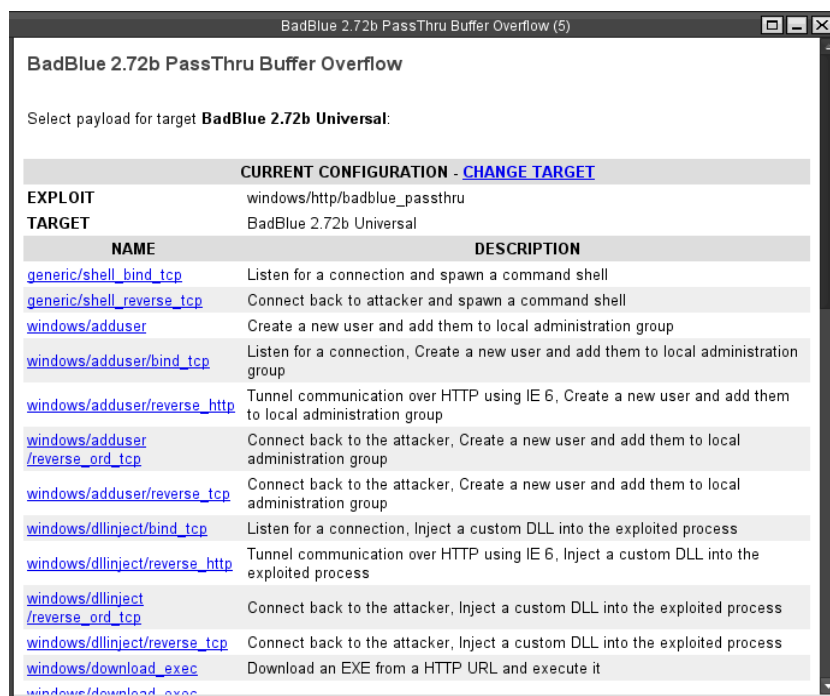 BadBlue 2.72b PassThru Buffer Overflow (5)
BadBlue 2.72b PassThru Buffer Overflow
Select payload for target BadBlue 2.72b Universal:
CURRENT CONFIGURATION - CHANGE TARGET
EXPLOIT windows/http/badblue_passthru
TARGET BadBlue 2.72b Universal
NAME DESCRIPTION
generic/shell_bind_tcp Listen for a connection and spawn a command shell
generic/shell_reverse_tcp Connect back to attacker and spawn a command shell
windows/adduser Create a new user and add them to local administration group
windows/adduser/bind_tcp Listen for a connection, Create a new user and add them to local administration
group
windows/adduser/reverse_http Tunnel communication over HTTP using IE 6, Create a new user and add them
to local administration group
windows/adduser Connect back to the attacker, Create a new user and add them to local
/reverse_ord_tcp administration group
windows/adduser/reverse_tcp Connect back to the attacker, Create a new user and add them to local
administration group
windows/dllinject/bind_tcp Listen for a connection, Inject a custom DLL into the exploited process
windows/dllinject/reverse_http Tunnel communication over HTTP using IE 6, Inject a custom DLL into the
exploited process
windows/dllinject
/reverse_ord_tcp Connect back to the attacker, Inject a custom DLL into the exploited process
windows/dllinject/reverse_tcp Connect back to the attacker, Inject a custom DLL into the exploited process
windows/download_exec Download an EXE from a HTTP URL and execute it
windows/download_exec